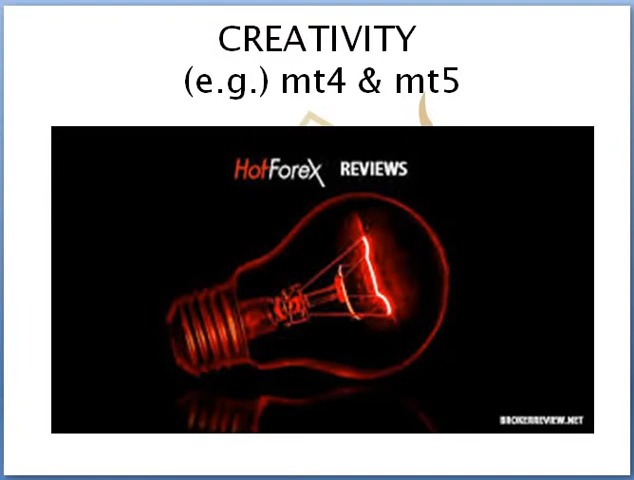 CREATIVITY
(e.g.) mt4 & mt5
HotForex REVIEWS
BROKERREVIEW.NET